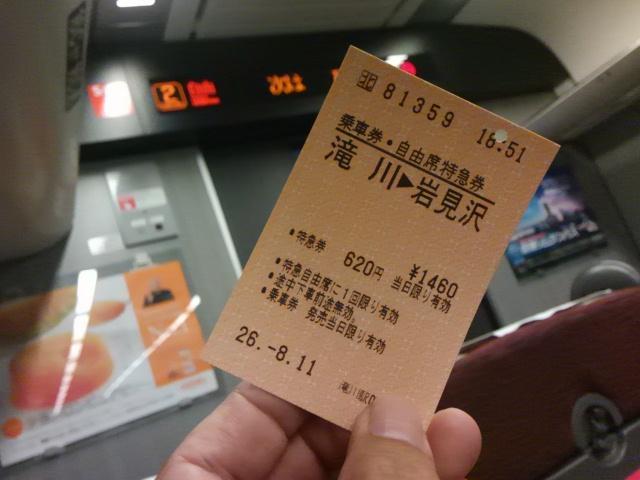 2
北 81359 16:51
乗車券・自由席特急券
滝川▶岩見沢
・特急券 620円 ¥1460
当日限り有効
・特急自由席に1回限り有効
・途中下車前途無効。
・乗車券 発売当日限り有効
26.-8.11